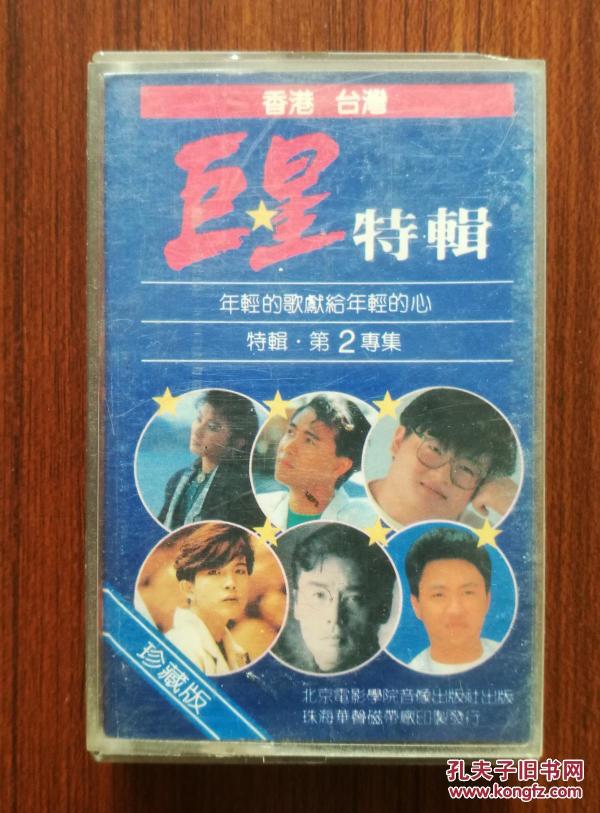 香港 台灣
巨星特輯
年輕的歌獻給年輕的心
特輯·第2專集
珍藏版
北京電影學院音像出版社出版
珠海華聲磁帶廠印製發行
孔夫子旧书网
www.kongfz.com